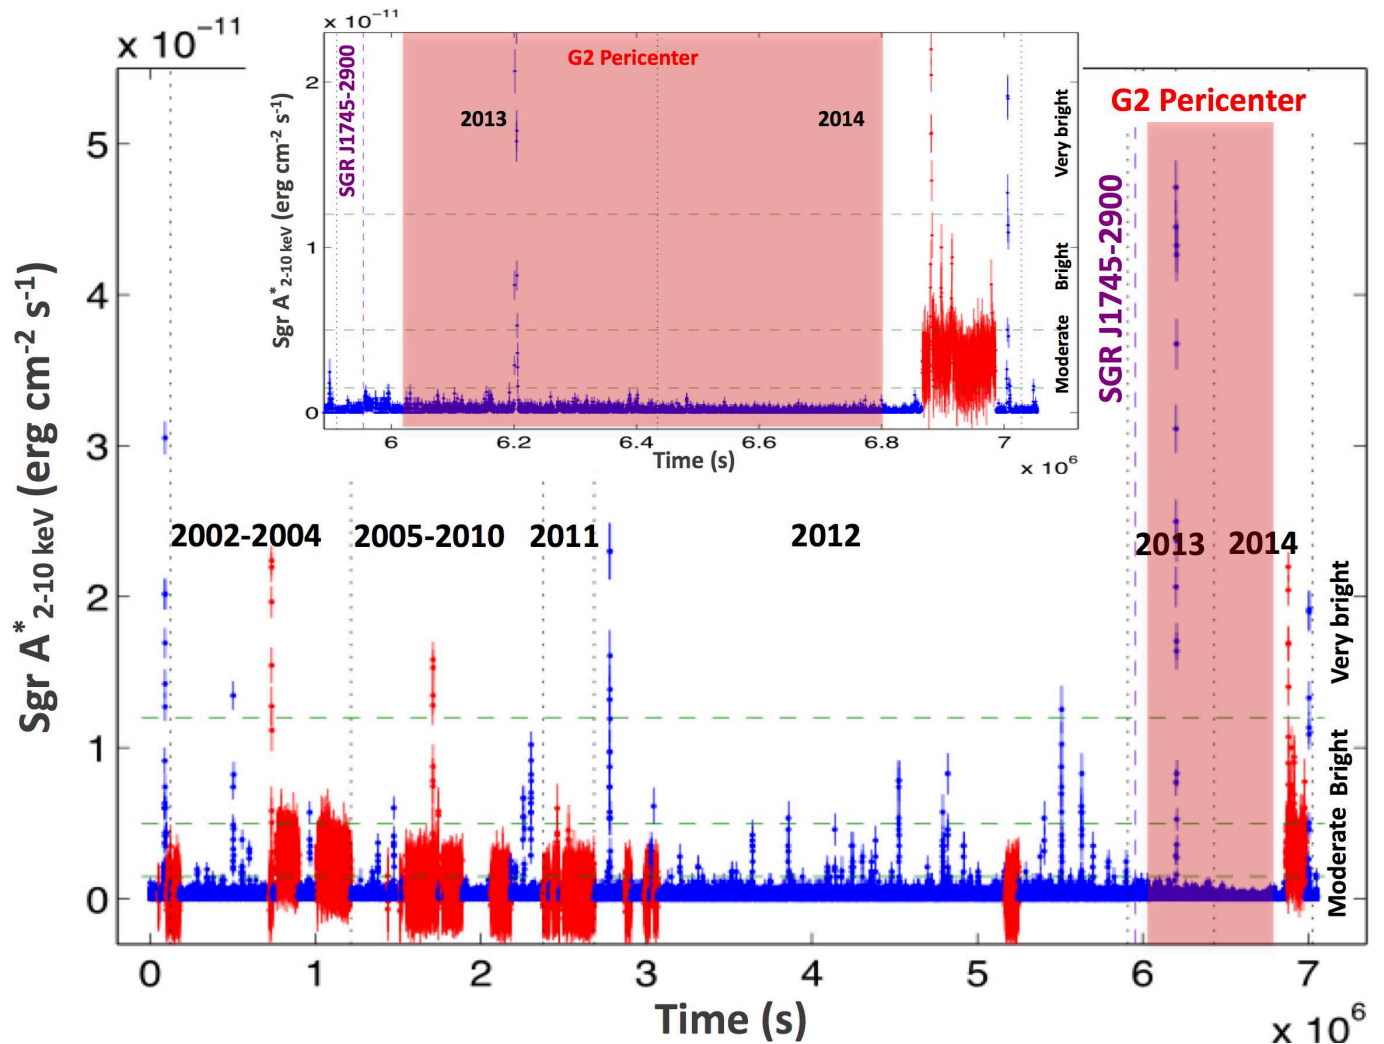 x 10⁻¹¹
x 10⁻¹¹
G2 Pericenter
SGR J1745-2900
2013
2014
Very bright
Bright
Moderate
Sgr A*2-10 keV (erg cm⁻² s⁻¹)
2
1
0
6
6.2
6.4
6.6
6.8
7
Time (s)
x 10⁶
G2 Pericenter
SGR J1745-2900
5
4
3
2
1
0
Sgr A*2-10 keV (erg cm⁻² s⁻¹)
2002-2004
2005-2010
2011
2012
2013
2014
Very bright
Bright
Moderate
0
1
2
3
4
5
6
7
Time (s)
x 10⁶